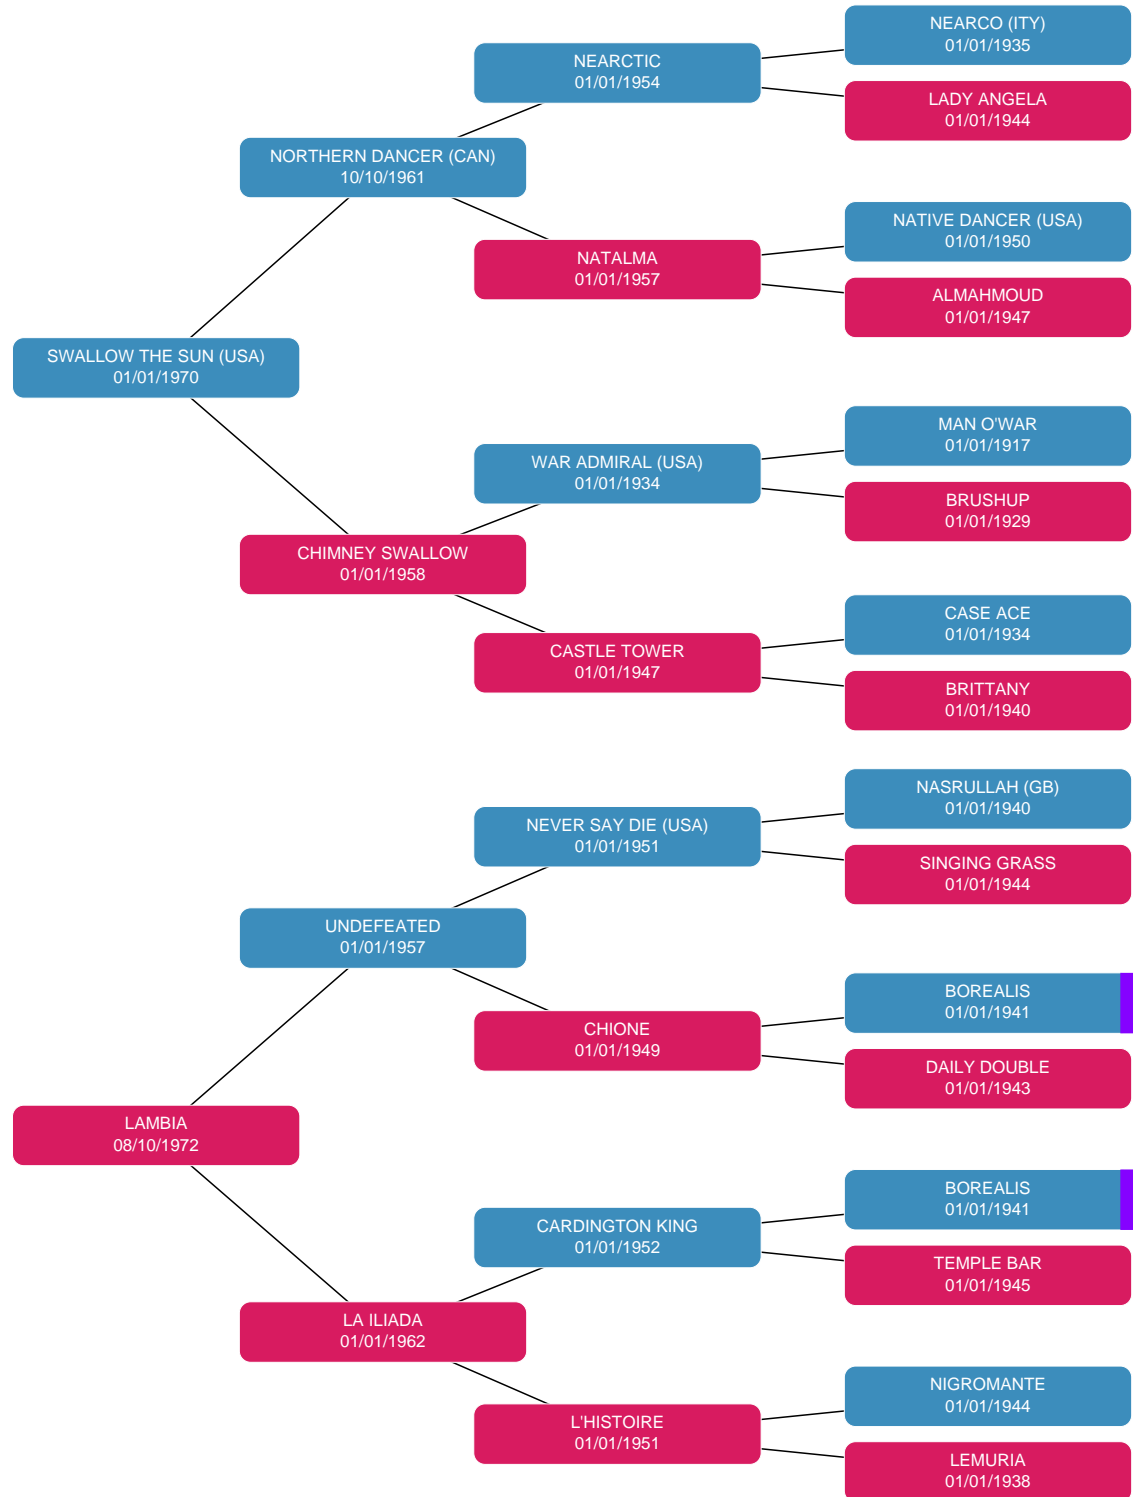 NEARCO (ITY)
01/01/1935
NEARCTIC
01/01/1954
LADY ANGELA
01/01/1944
NORTHERN DANCER (CAN)
10/10/1961
NATIVE DANCER (USA)
01/01/1950
NATALMA
01/01/1957
ALMAHMOUD
01/01/1947
SWALLOW THE SUN (USA)
01/01/1970
MAN O'WAR
01/01/1917
WAR ADMIRAL (USA)
01/01/1934
BRUSHUP
01/01/1929
CHIMNEY SWALLOW
01/01/1958
CASE ACE
01/01/1934
CASTLE TOWER
01/01/1947
BRITTANY
01/01/1940
NASRULLAH (GB)
01/01/1940
NEVER SAY DIE (USA)
01/01/1951
SINGING GRASS
01/01/1944
UNDEFEATED
01/01/1957
BOREALIS
01/01/1941
CHIONE
01/01/1949
DAILY DOUBLE
01/01/1943
LAMBIA
08/10/1972
BOREALIS
01/01/1941
CARDINGTON KING
01/01/1952
TEMPLE BAR
01/01/1945
LA ILIADA
01/01/1962
NIGROMANTE
01/01/1944
L'HISTOIRE
01/01/1951
LEMURIA
01/01/1938